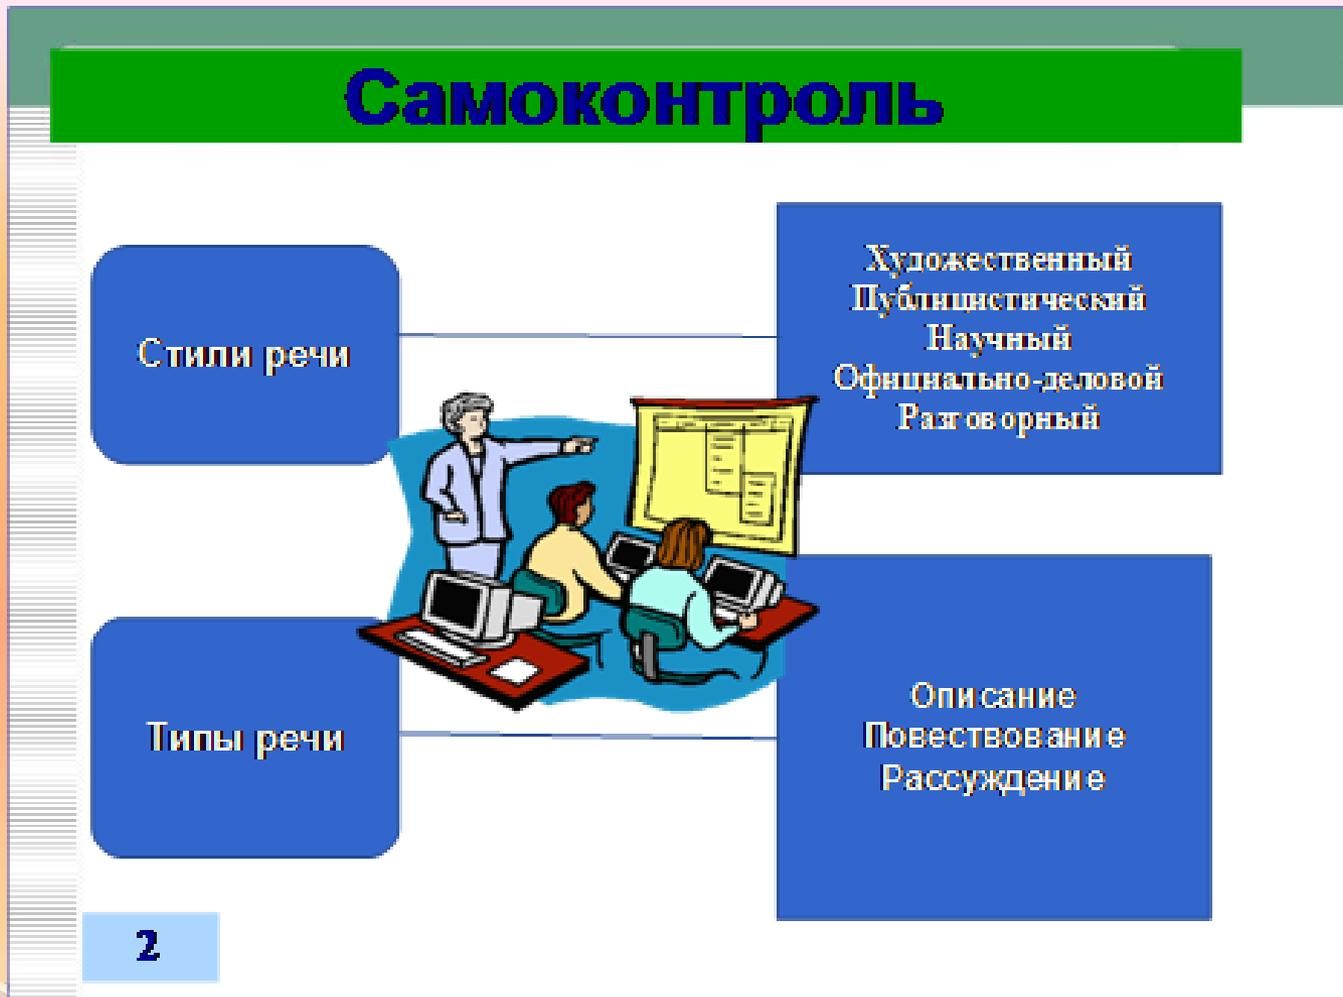 Самоконтроль
Стили речи
Художественный
Публицистический
Научный
Официально-деловой
Разговорный
Типы речи
Описание
Повествование
Рассуждение
2